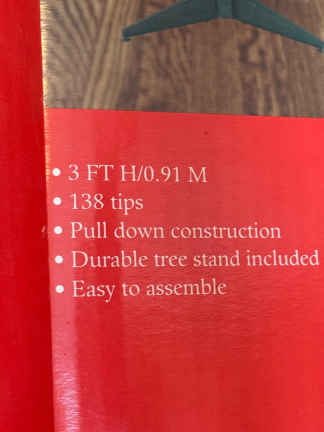 • 3 FT H/0.91 M
• 138 tips
• Pull down construction
• Durable tree stand included
• Easy to assemble